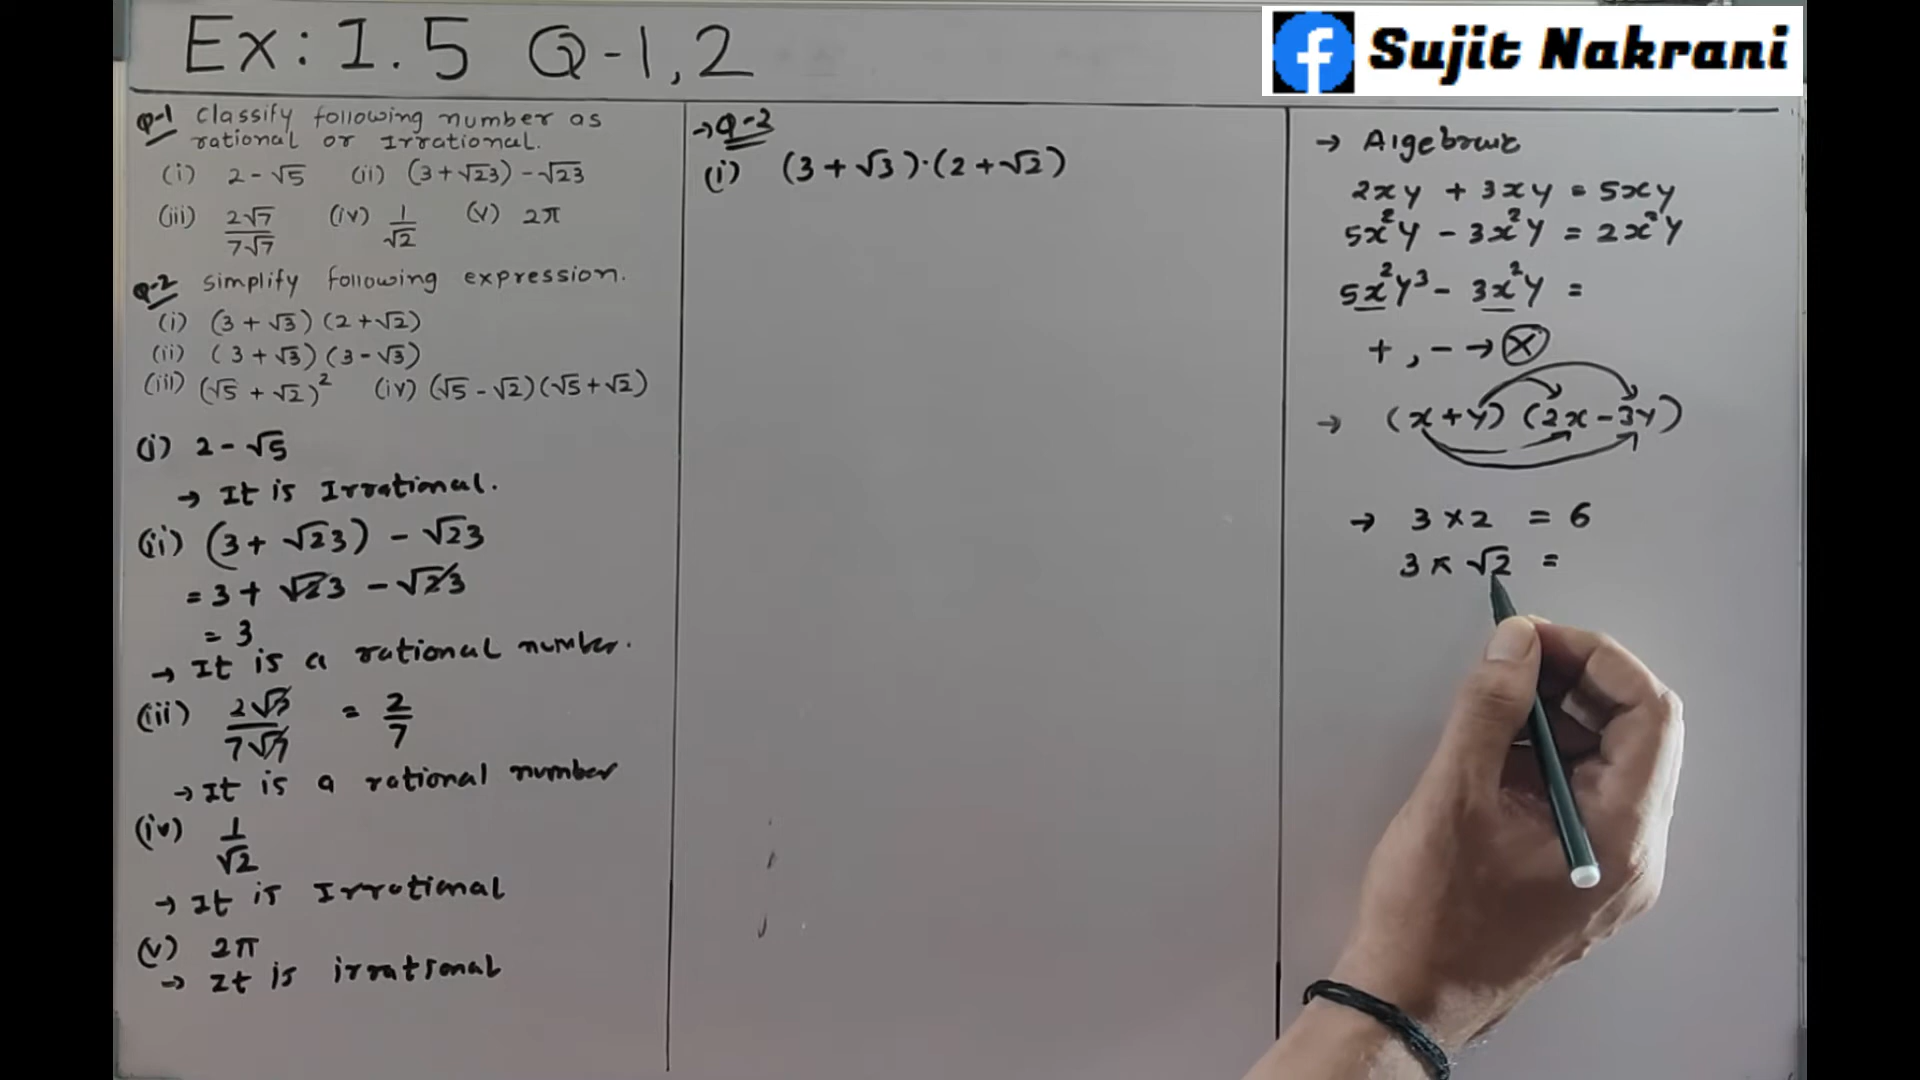 Ex: 1.5 Q-1,2
Sujit Nakrani
Q-1 Classify following number as
rational or Irrational.
(i) 2-√5 (ii) (3+√23)-√23
(iii) 2√7/7√7 (iv) 1/√2 (v) 2π
Q-2 Simplify following expression.
(i) (3+√3)(2+√2)
(ii) (3+√3)(3-√3)
(iii) (√5+√2)² (iv) (√5-√2)(√5+√2)
(i) 2-√5
→ It is Irrational.
(ii) (3+√23)-√23
= 3+√23-√23
= 3
→ It is a rational number.
(iii) 2√7/7√7 = 2/7
→ It is a rational number
(iv) 1/√2
→ It is Irrational
(v) 2π
→ It is irrational
→ Q-2
(i) (3+√3)·(2+√2)
2xy + 3xy = 5xy
5x²y - 3x²y = 2x²y
5x²y³ - 3x²y =
+, - → ⊗
→ (x+y)(2x-3y)
→ 3×2 = 6
3×√2 =